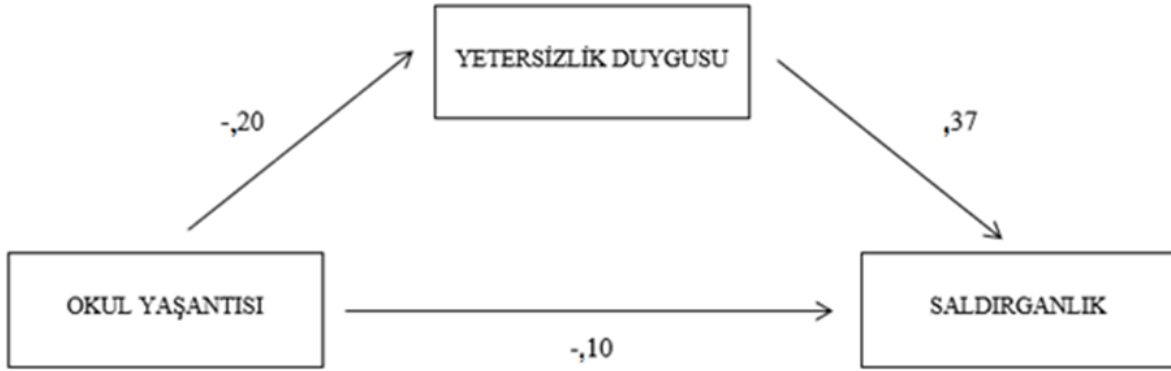 YETERSİZLİK DUYGUSU
-,20
,37
OKUL YAŞANTISI
SALDIRGANLIK
-,10